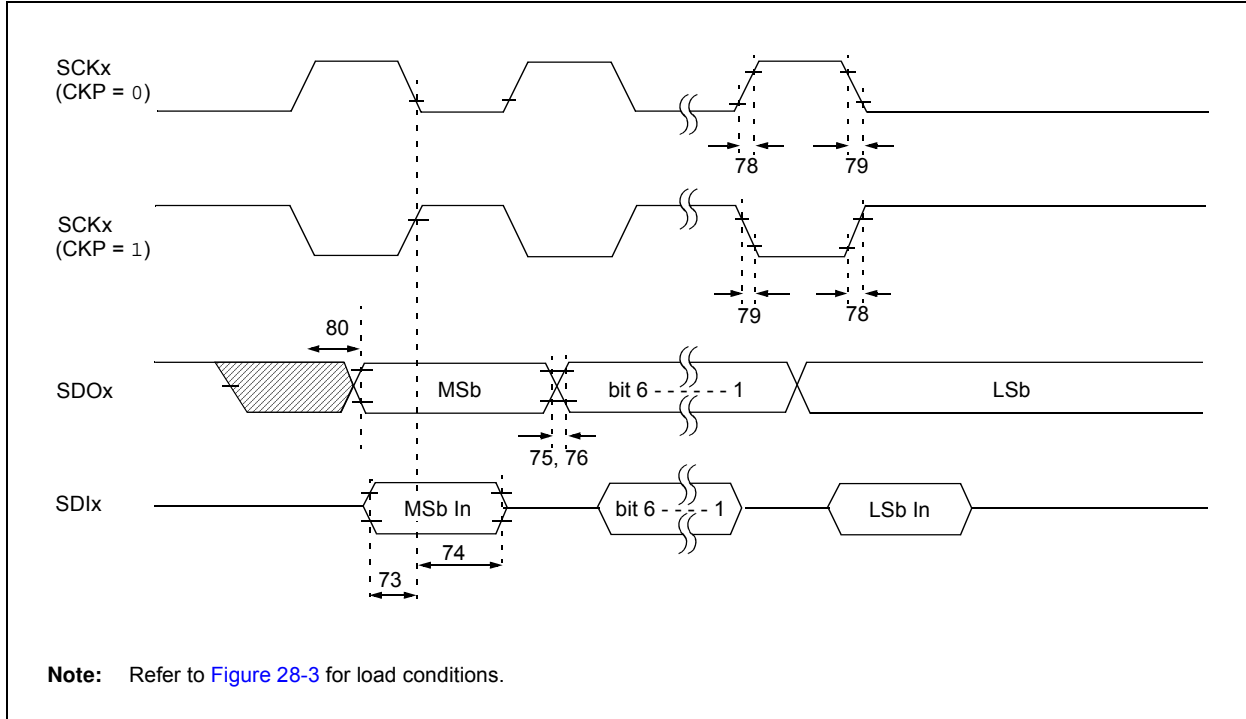 SCKx
(CKP = 0)
78
79
SCKx
(CKP = 1)
79
78
80
SDOx
MSb
bit 6 - - - - - - 1
LSb
75, 76
SDIx
MSb In
bit 6 - - - - - 1
LSb In
74
73
Note: Refer to Figure 28-3 for load conditions.